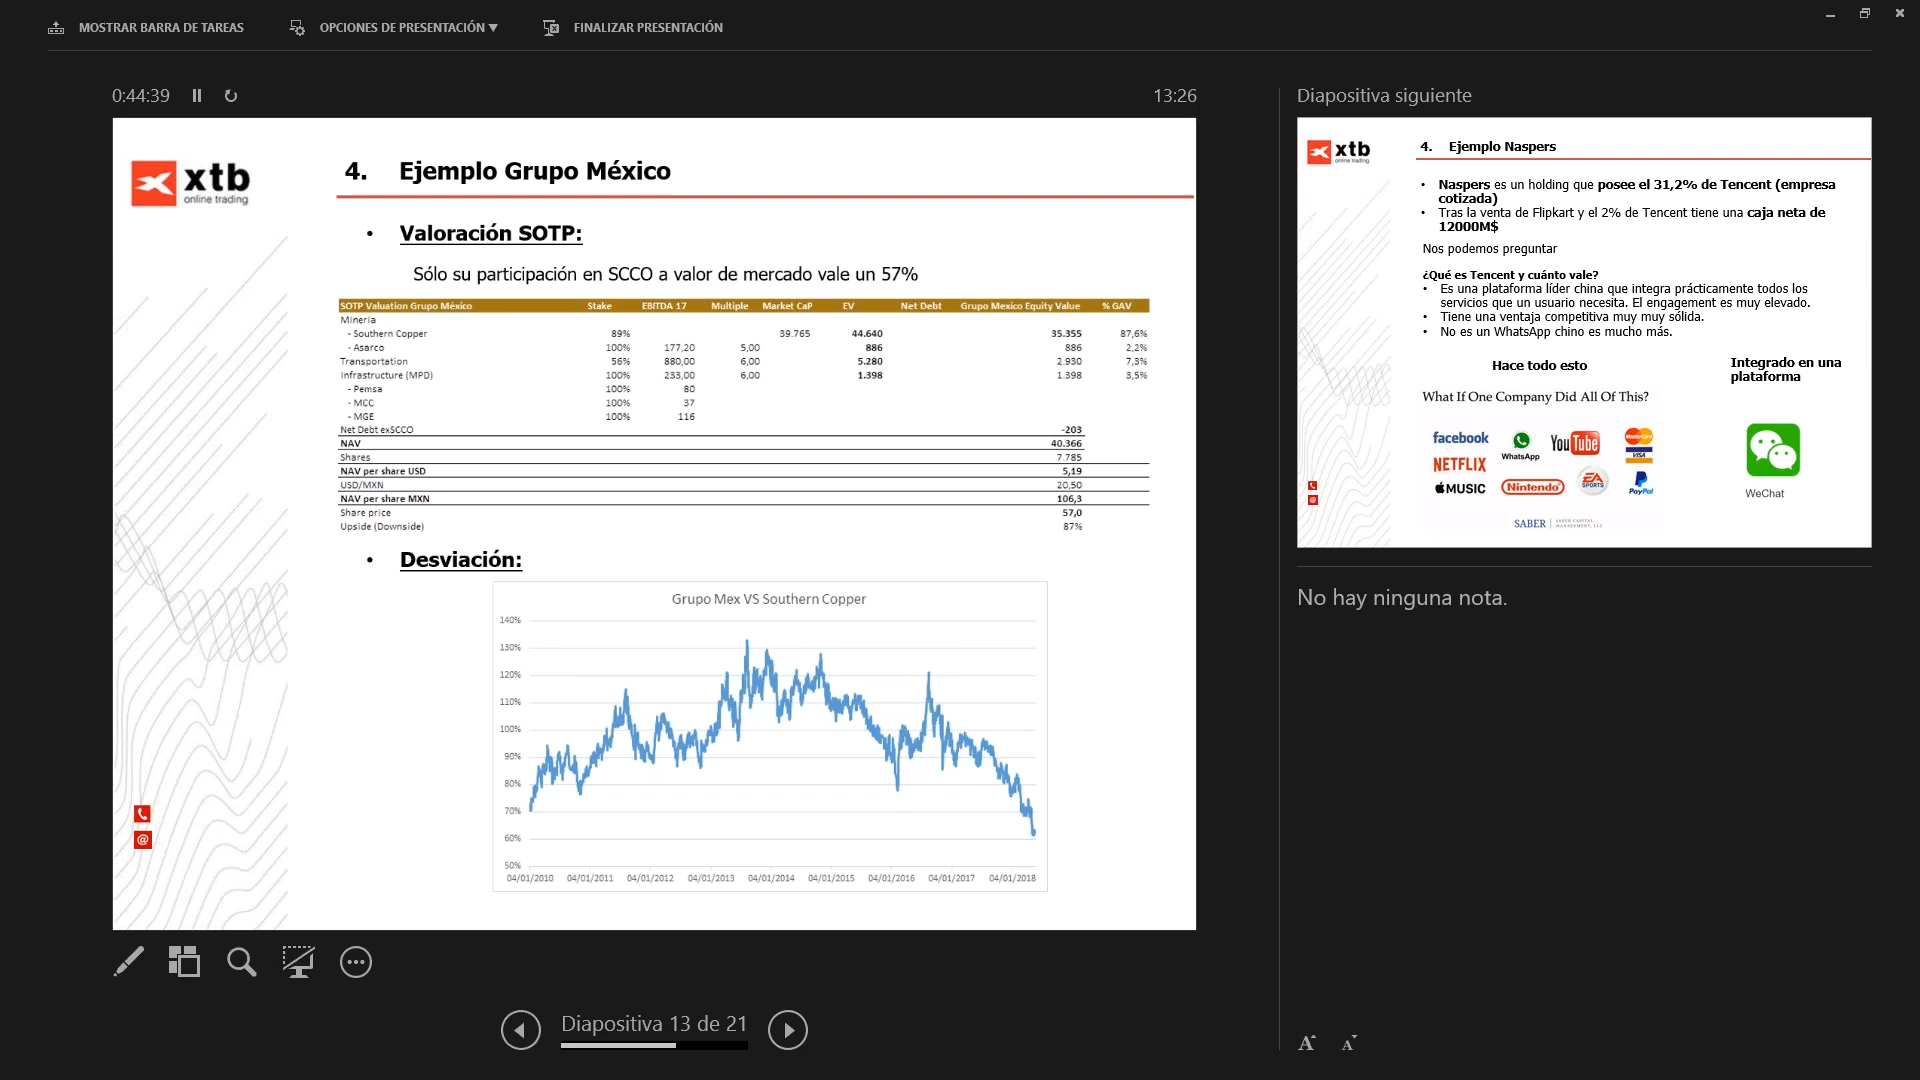 MOSTRAR BARRA DE TAREAS OPCIONES DE PRESENTACIÓN ▼ FINALIZAR PRESENTACIÓN
0:44:39 13:26
xtb
online trading
4. Ejemplo Grupo México
• Valoración SOTP:
Sólo su participación en SCCO a valor de mercado vale un 57%
SOTP Valuation Grupo México Stake EBITDA 17 Multiple Market CaP EV Net Debt Grupo Mexico Equity Value % GAV
Mineria
- Southern Copper 89% 39.765 44.640 35.355 87,6%
- Asarco 100% 177,20 5,00 886 886 2,2%
Transportation 56% 880,00 6,00 5.280 2.930 7,3%
Infrastructure (MPD) 100% 233,00 6,00 1.398 1.398 3,5%
- Pemsa 100% 80
- MCC 100% 37
- MGE 100% 116
Net Debt exSCCO -203
NAV 40.366
Shares 7.785
NAV per share USD 5,19
USD/MXN 20,50
NAV per share MXN 106,3
Share price 57,0
Upside (Downside) 87%
• Desviación:
Grupo Mex VS Southern Copper
140%
130%
120%
110%
100%
90%
80%
70%
60%
50%
04/01/2010 04/01/2011 04/01/2012 04/01/2013 04/01/2014 04/01/2015 04/01/2016 04/01/2017 04/01/2018
@
Diapositiva 13 de 21
Diapositiva siguiente
xtb
online trading
4. Ejemplo Naspers
• Naspers es un holding que posee el 31,2% de Tencent (empresa
cotizada)
• Tras la venta de Flipkart y el 2% de Tencent tiene una caja neta de
12000M$
Nos podemos preguntar
¿Qué es Tencent y cuánto vale?
• Es una plataforma líder china que integra prácticamente todos los
servicios que un usuario necesita. El engagement es muy elevado.
• Tiene una ventaja competitiva muy muy sólida.
• No es un WhatsApp chino es mucho más.
Hace todo esto
Integrado en una
plataforma
What If One Company Did All Of This?
facebook WhatsApp YouTube MasterCard
VISA
NETFLIX
MUSIC Nintendo EA SPORTS PayPal
WeChat
SABER SABER CAPITAL
MANAGEMENT, LLC
@
No hay ninguna nota.
A A